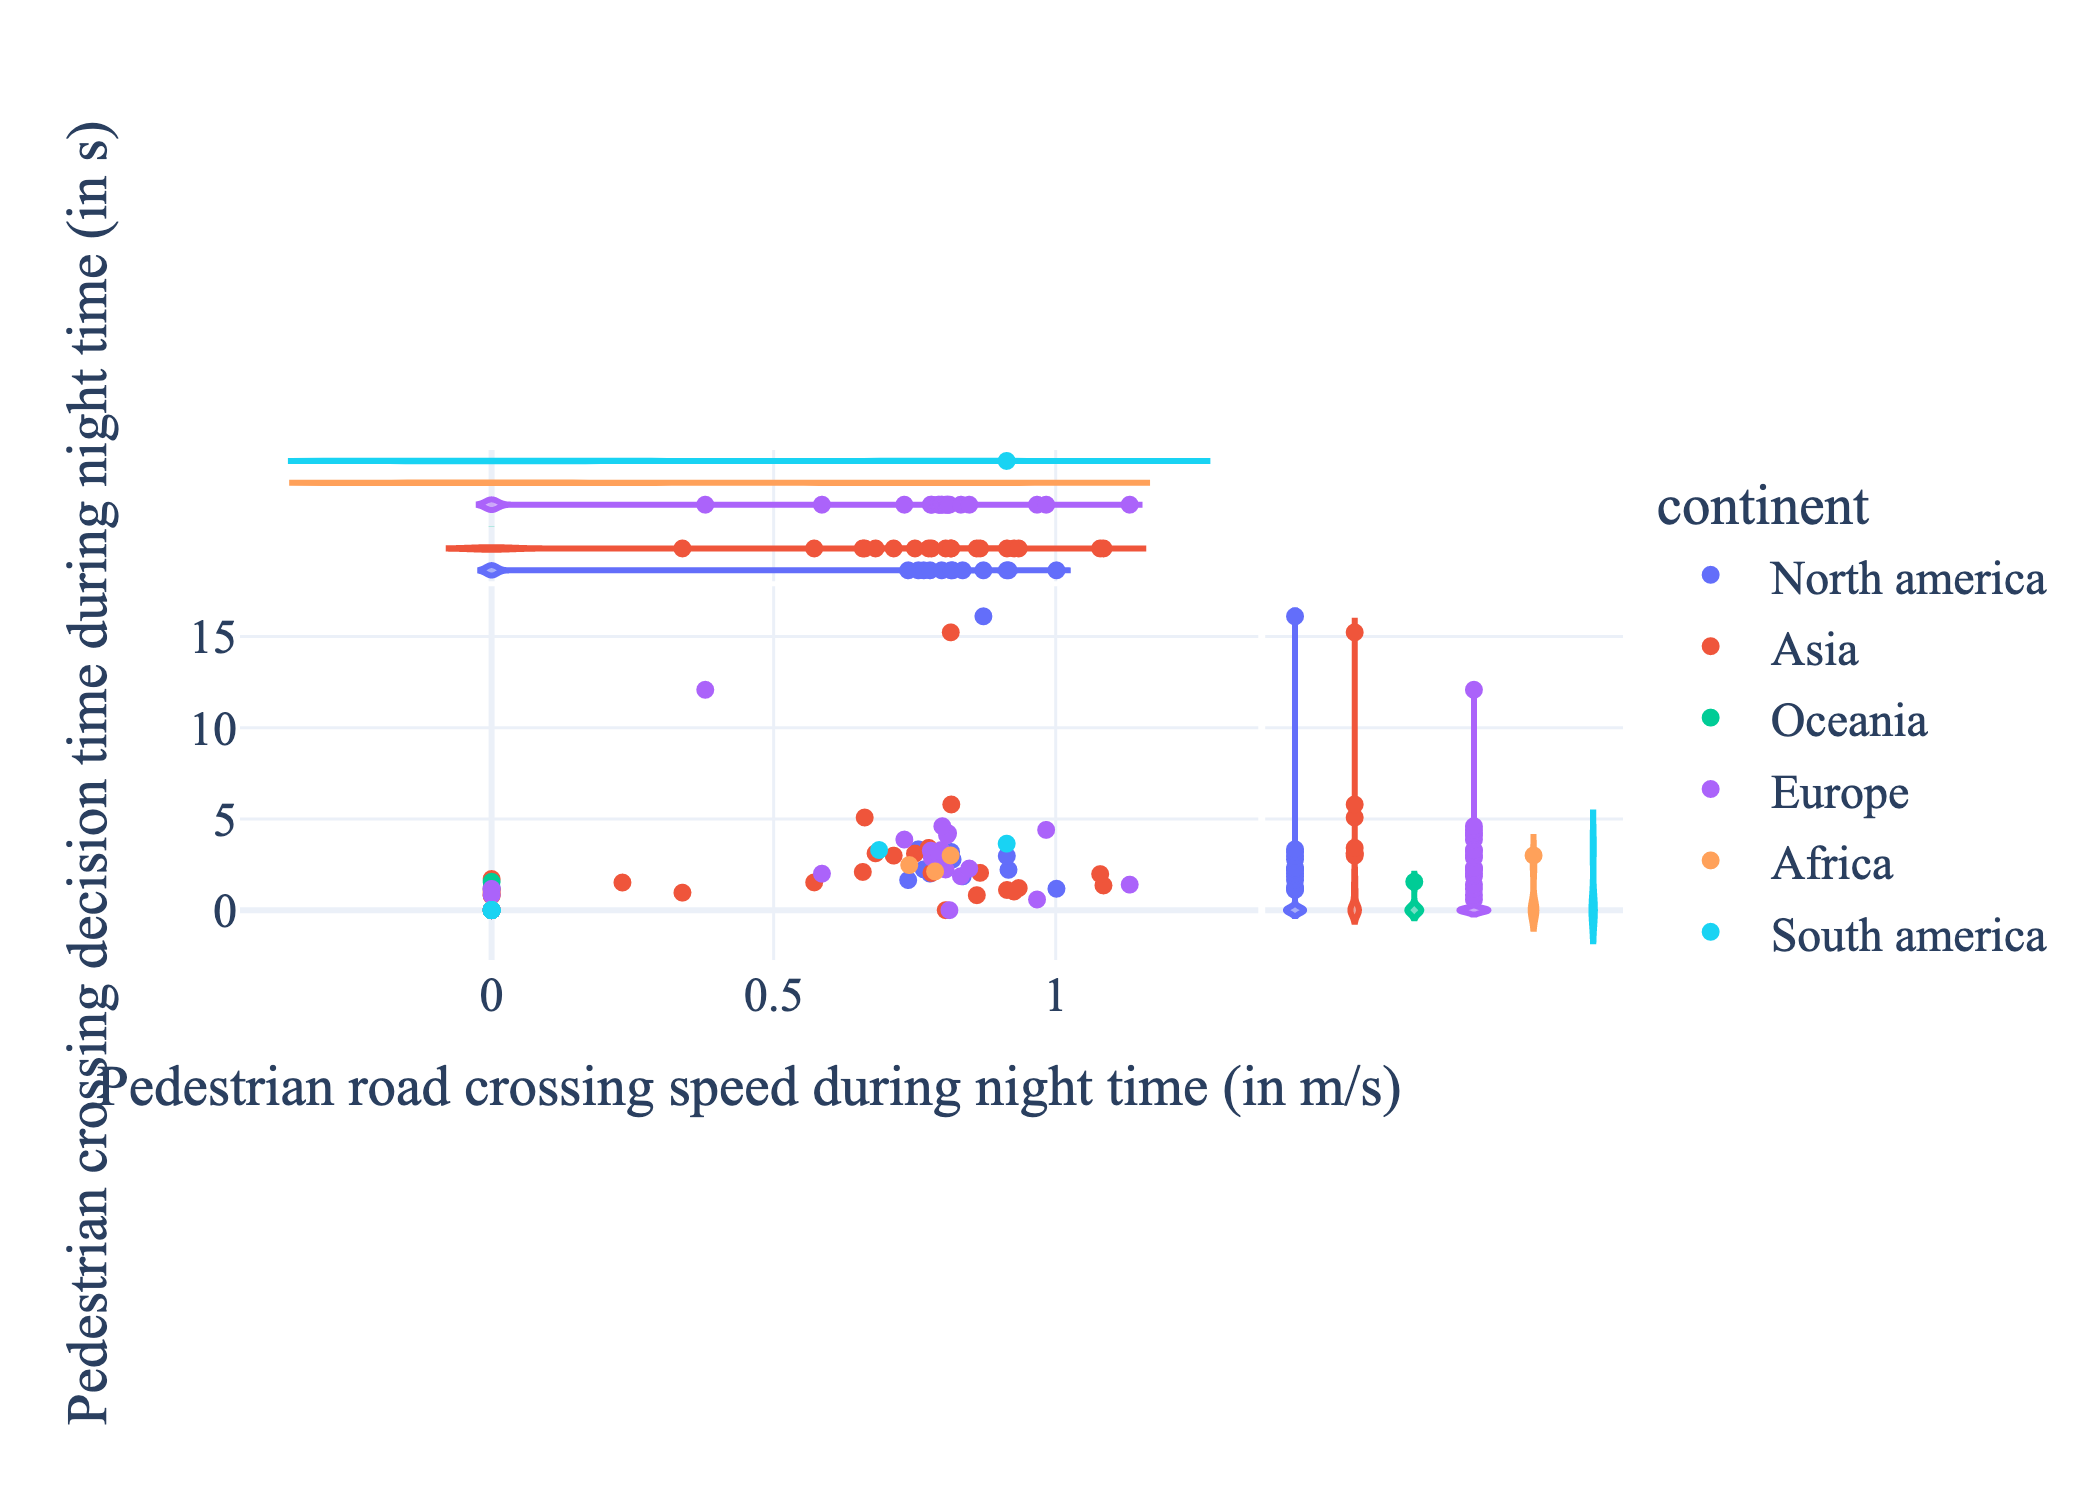 Pedestrian crossing decision time during night time (in s)
15
10
5
0
0
0.5
1
Pedestrian road crossing speed during night time (in m/s)
continent
North america
Asia
Oceania
Europe
Africa
South america